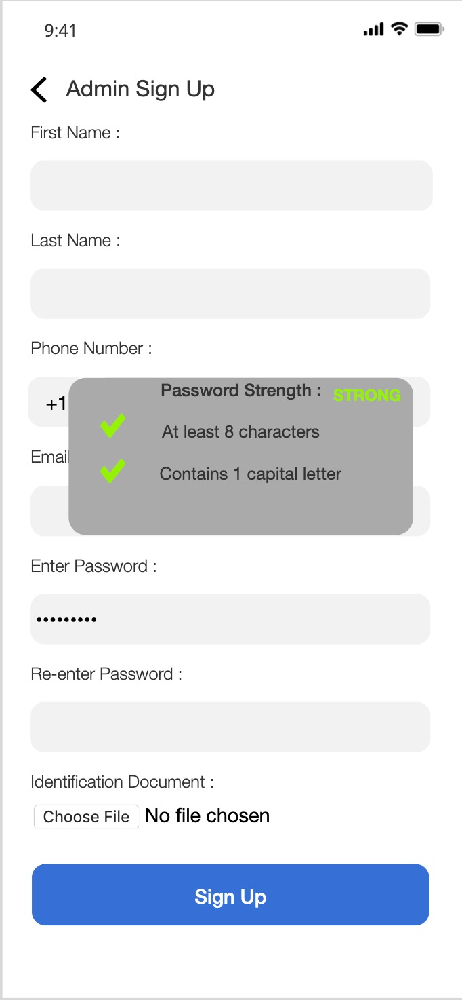 9:41
Admin Sign Up
First Name :
Last Name :
Phone Number :
+1
Password Strength : STRONG
At least 8 characters
Email
Contains 1 capital letter
Enter Password :
•••••••••
Re-enter Password :
Identification Document :
Choose File No file chosen
Sign Up